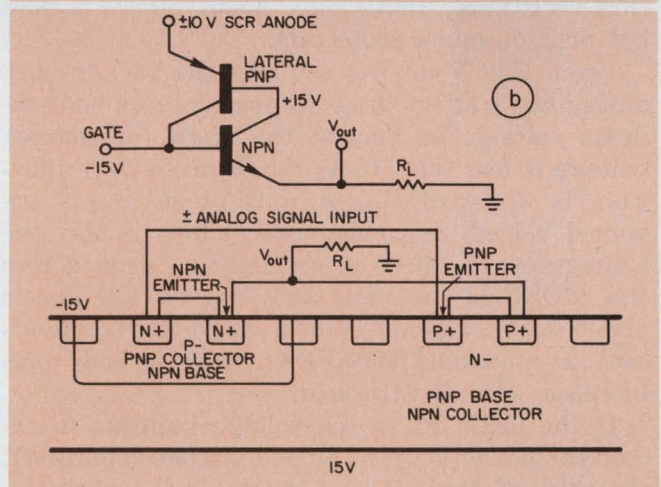 ±10 V SCR ANODE
LATERAL
PNP
+15 V
b
GATE
-15V
NPN
Vout
RL
± ANALOG SIGNAL INPUT
Vout
RL
NPN
EMITTER
PNP
EMITTER
-15V
N+
N+
P+
P+
P-
PNP COLLECTOR
NPN BASE
N-
PNP BASE
NPN COLLECTOR
15V